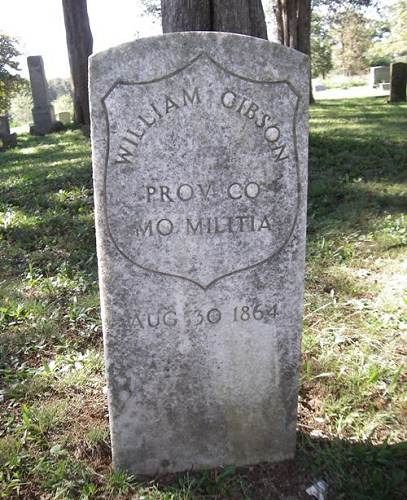 WILLIAM GIBSON
PROV. CO
MO MILITIA
AUG 30 1864